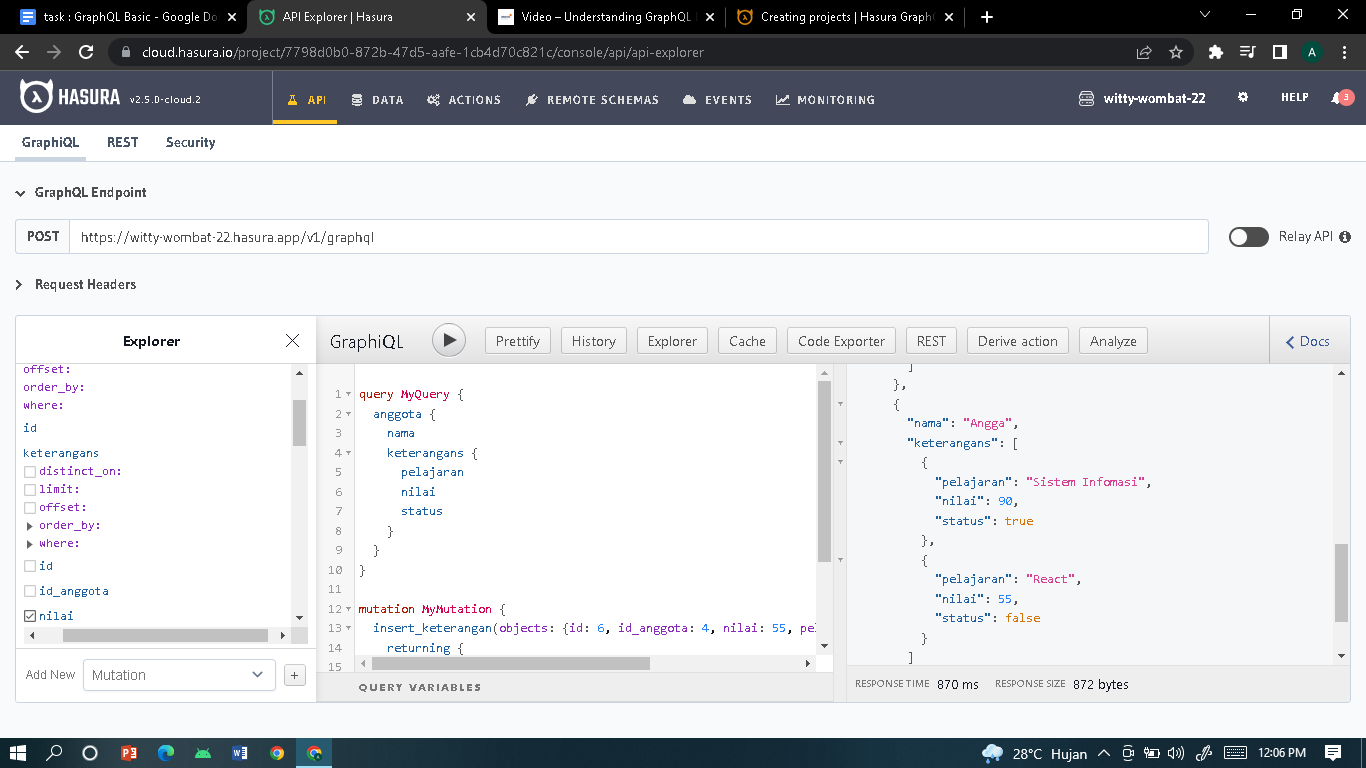 task : GraphQL Basic - Google Do
API Explorer | Hasura
Video – Understanding GraphQL
Creating projects | Hasura GraphQ
cloud.hasura.io/project/7798d0b0-872b-47d5-aafe-1cb4d70c821c/console/api/api-explorer
A
HASURA v2.5.0-cloud.2
API
DATA
ACTIONS
REMOTE SCHEMAS
EVENTS
MONITORING
witty-wombat-22
HELP
3
GraphiQL REST Security
GraphQL Endpoint
POST https://witty-wombat-22.hasura.app/v1/graphql
Relay API
Request Headers
Explorer
offset:
order_by:
where:
id
keterangans
distinct_on:
limit:
offset:
order_by:
where:
id
id_anggota
nilai
Add New Mutation +
GraphiQL Prettify History Explorer Cache Code Exporter REST Derive action Analyze Docs
1 query MyQuery {
2 anggota {
3 nama
4 keterangans {
5 pelajaran
6 nilai
7 status
8 }
9 }
10 }
11
12 mutation MyMutation {
13 insert_keterangan(objects: {id: 6, id_anggota: 4, nilai: 55, pel
14 returning {
15
QUERY VARIABLES
]
},
{
"nama": "Angga",
"keterangans": [
{
"pelajaran": "Sistem Infomasi",
"nilai": 90,
"status": true
},
{
"pelajaran": "React",
"nilai": 55,
"status": false
}
]
RESPONSE TIME 870 ms RESPONSE SIZE 872 bytes
28°C Hujan
12:06 PM